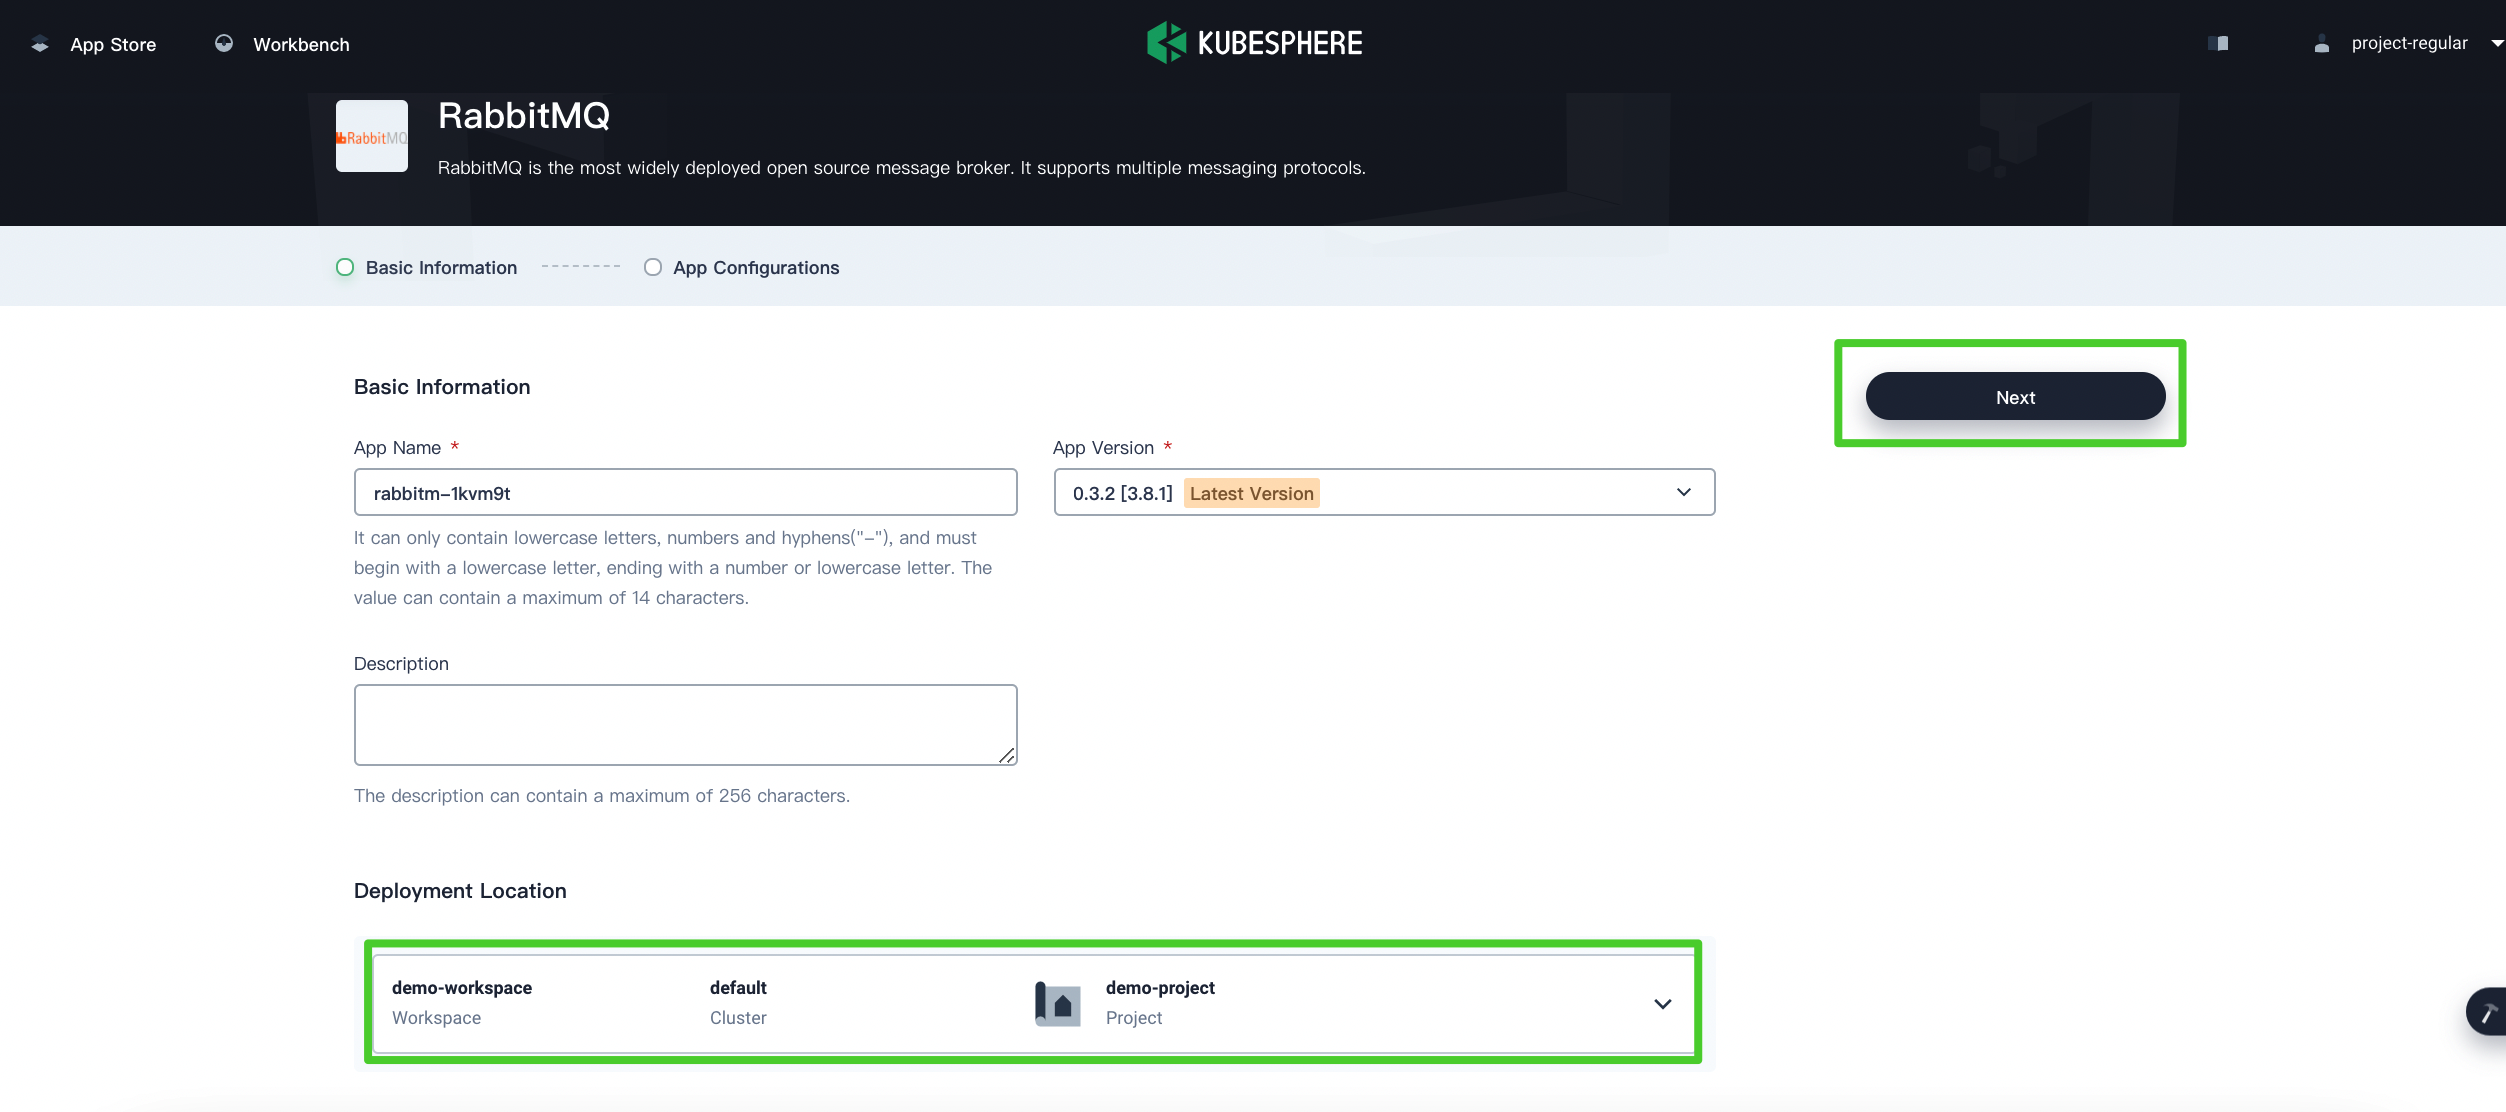 App Store
Workbench
KUBESPHERE
project-regular
RabbitMQ
RabbitMQ
RabbitMQ is the most widely deployed open source message broker. It supports multiple messaging protocols.
Basic Information
App Configurations
Basic Information
Next
App Name *
App Version *
rabbitm-1kvm9t
0.3.2 [3.8.1] Latest Version
It can only contain lowercase letters, numbers and hyphens("-"), and must
begin with a lowercase letter, ending with a number or lowercase letter. The
value can contain a maximum of 14 characters.
Description
The description can contain a maximum of 256 characters.
Deployment Location
demo-workspace
Workspace
default
Cluster
demo-project
Project